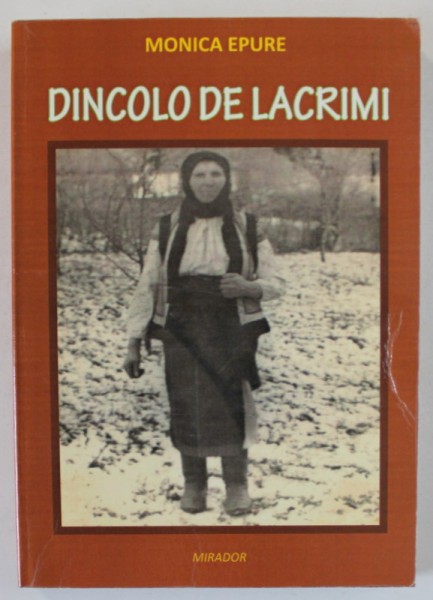 MONICA EPURE
DINCOLO DE LACRIMI
MIRADOR